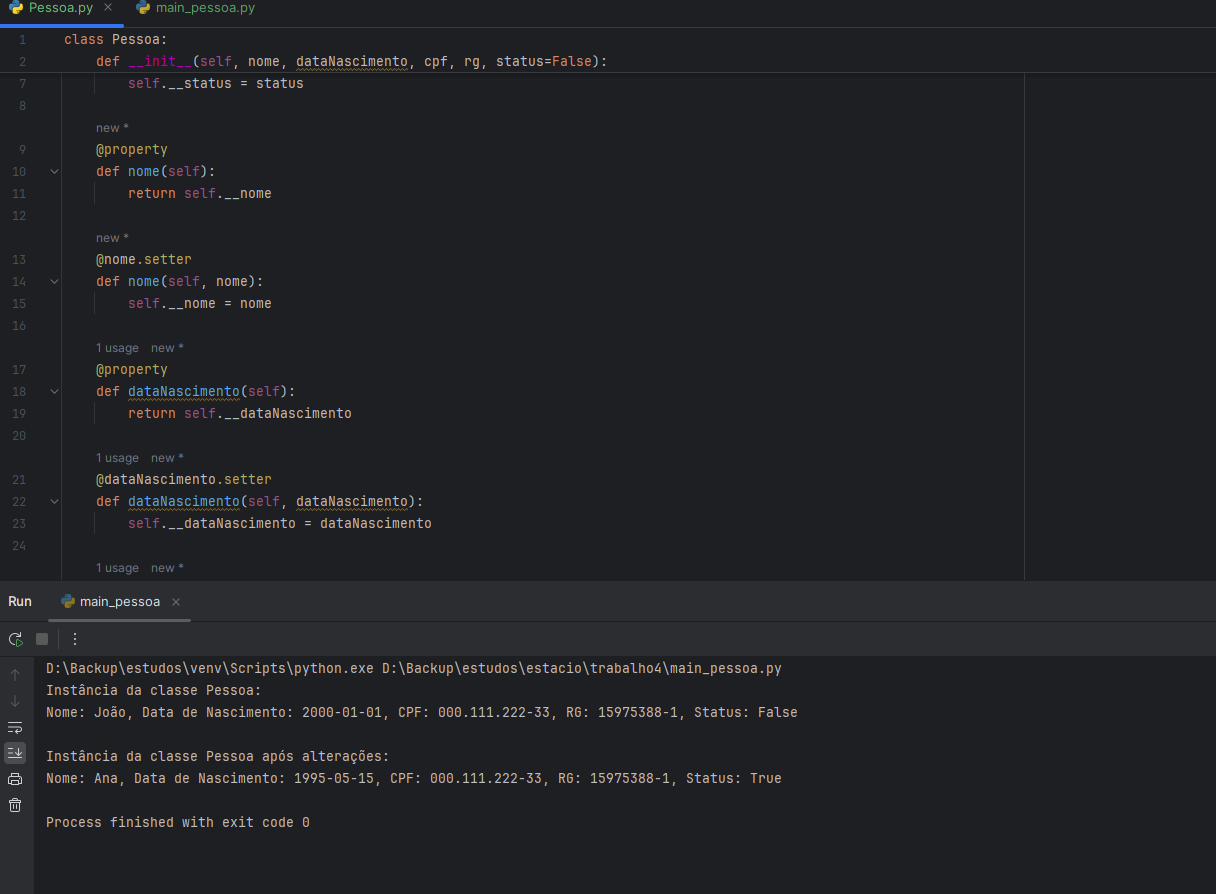 Pessoa.py × main_pessoa.py
1 class Pessoa:
2 def __init__(self, nome, dataNascimento, cpf, rg, status=False):
7 self.__status = status
8
new *
9 @property
10 def nome(self):
11 return self.__nome
12
new *
13 @nome.setter
14 def nome(self, nome):
15 self.__nome = nome
16
1 usage new *
17 @property
18 def dataNascimento(self):
19 return self.__dataNascimento
20
1 usage new *
21 @dataNascimento.setter
22 def dataNascimento(self, dataNascimento):
23 self.__dataNascimento = dataNascimento
24
1 usage new *
Run main_pessoa ×
D:\Backup\estudos\venv\Scripts\python.exe D:\Backup\estudos\estacio\trabalho4\main_pessoa.py
Instância da classe Pessoa:
Nome: João, Data de Nascimento: 2000-01-01, CPF: 000.111.222-33, RG: 15975388-1, Status: False
Instância da classe Pessoa após alterações:
Nome: Ana, Data de Nascimento: 1995-05-15, CPF: 000.111.222-33, RG: 15975388-1, Status: True
Process finished with exit code 0